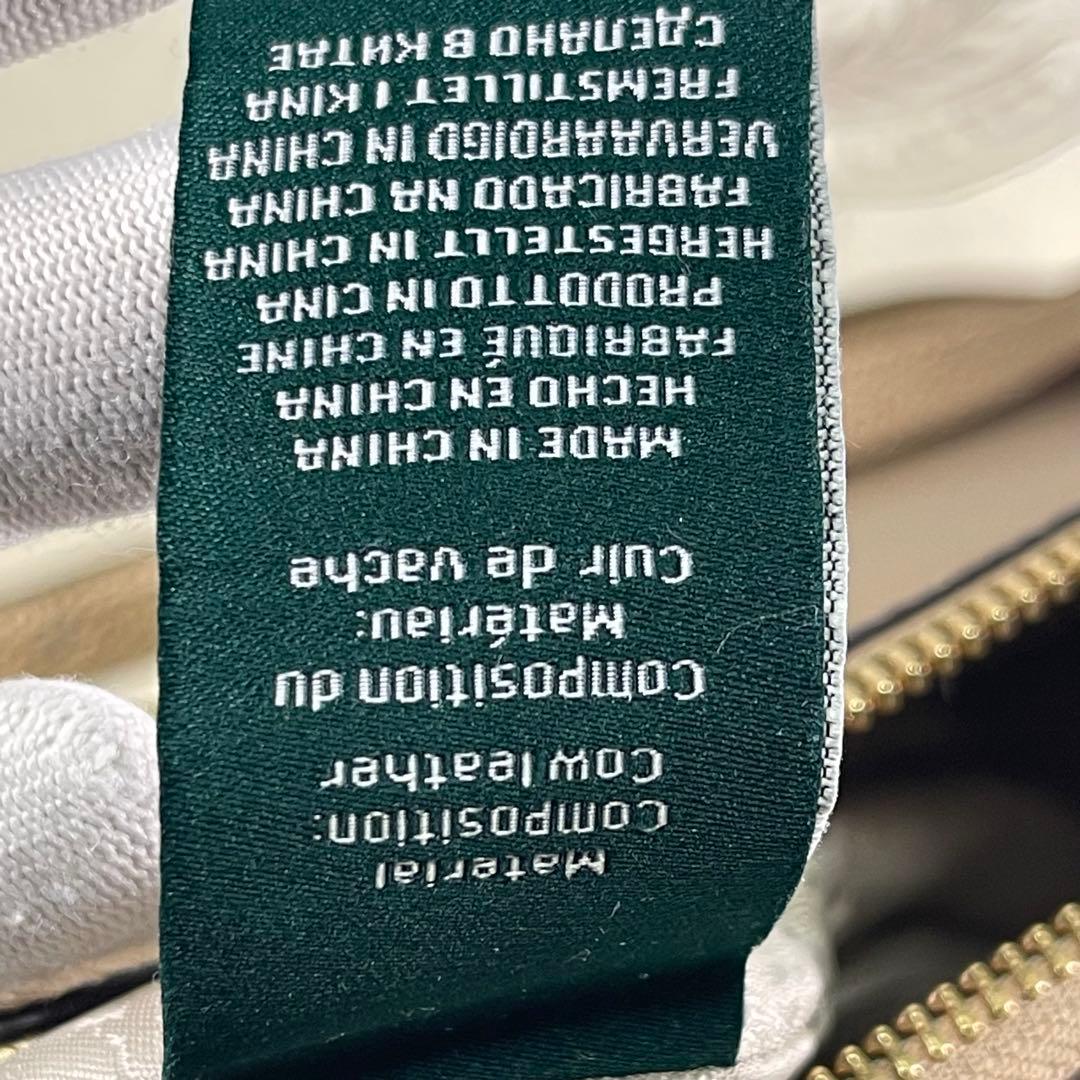 Material
Composition:
Cow leather
Composition du
Matériau:
Cuir de vache
MADE IN CHINA
HECHO EN CHINA
FABRIQUÉ EN CHINE
PRODOTTO IN CINA
HERGESTELLT IN CHINA
FABRICADO NA CHINA
VERVAARDIGD IN CHINA
FREMSTILLET I KINA
СДЕЛАНО В КИТАЕ